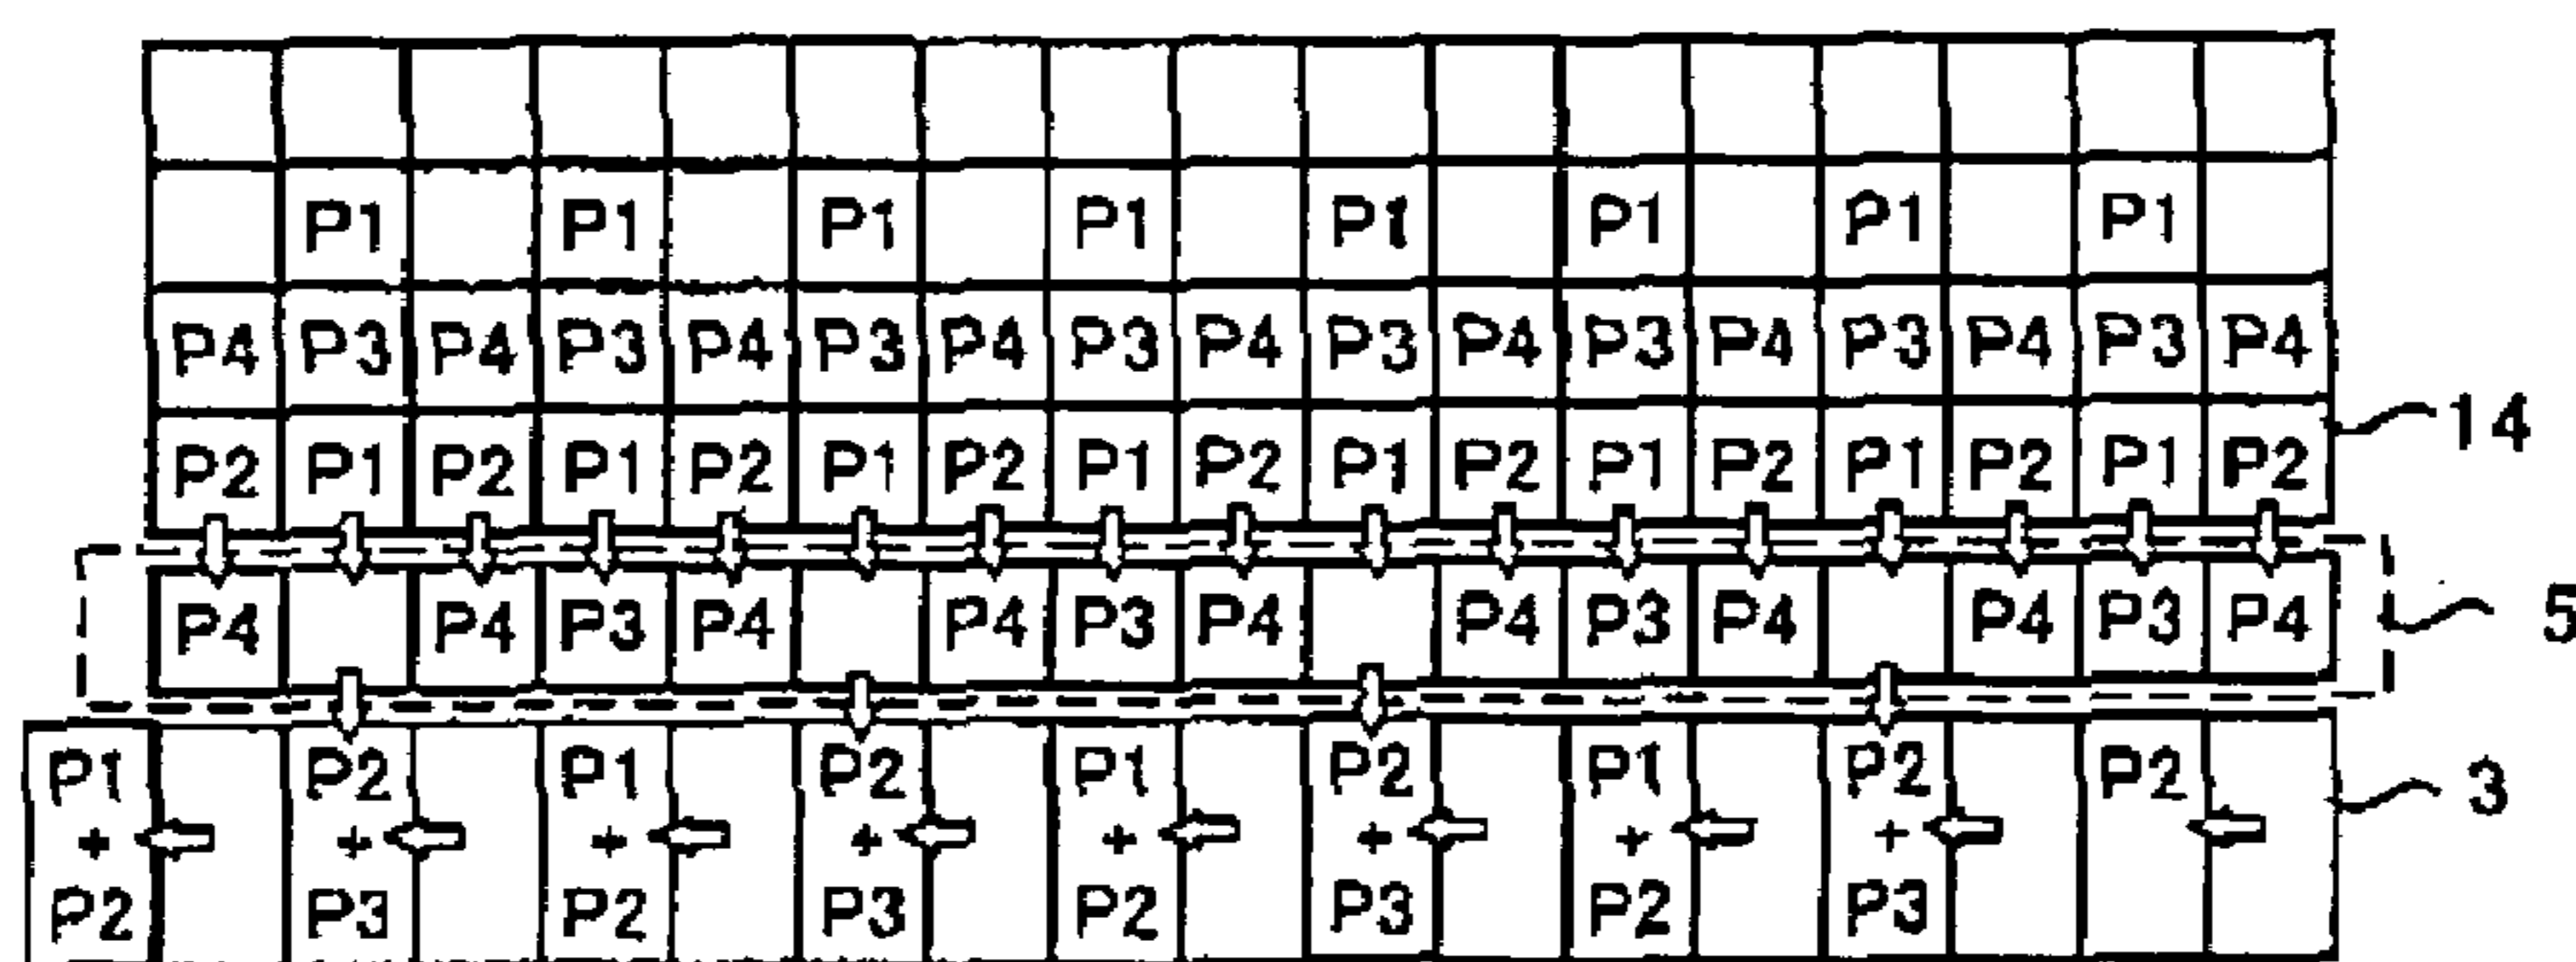 P1 P1 P1 P1 P1 P1 P1 P1
P4 P3 P4 P3 P4 P3 P4 P3 P4 P3 P4 P3 P4 P3 P4 P3 P4
14
P2 P1 P2 P1 P2 P1 P2 P1 P2 P1 P2 P1 P2 P1 P2 P1 P2
P4 P4 P3 P4 P4 P3 P4 P4 P3 P4 P4 P3 P4
5
P1 P2 P1 P2 P1 P2 P1 P2 P2
3
+ + + + + + + +
P2 P3 P2 P3 P2 P3 P2 P3